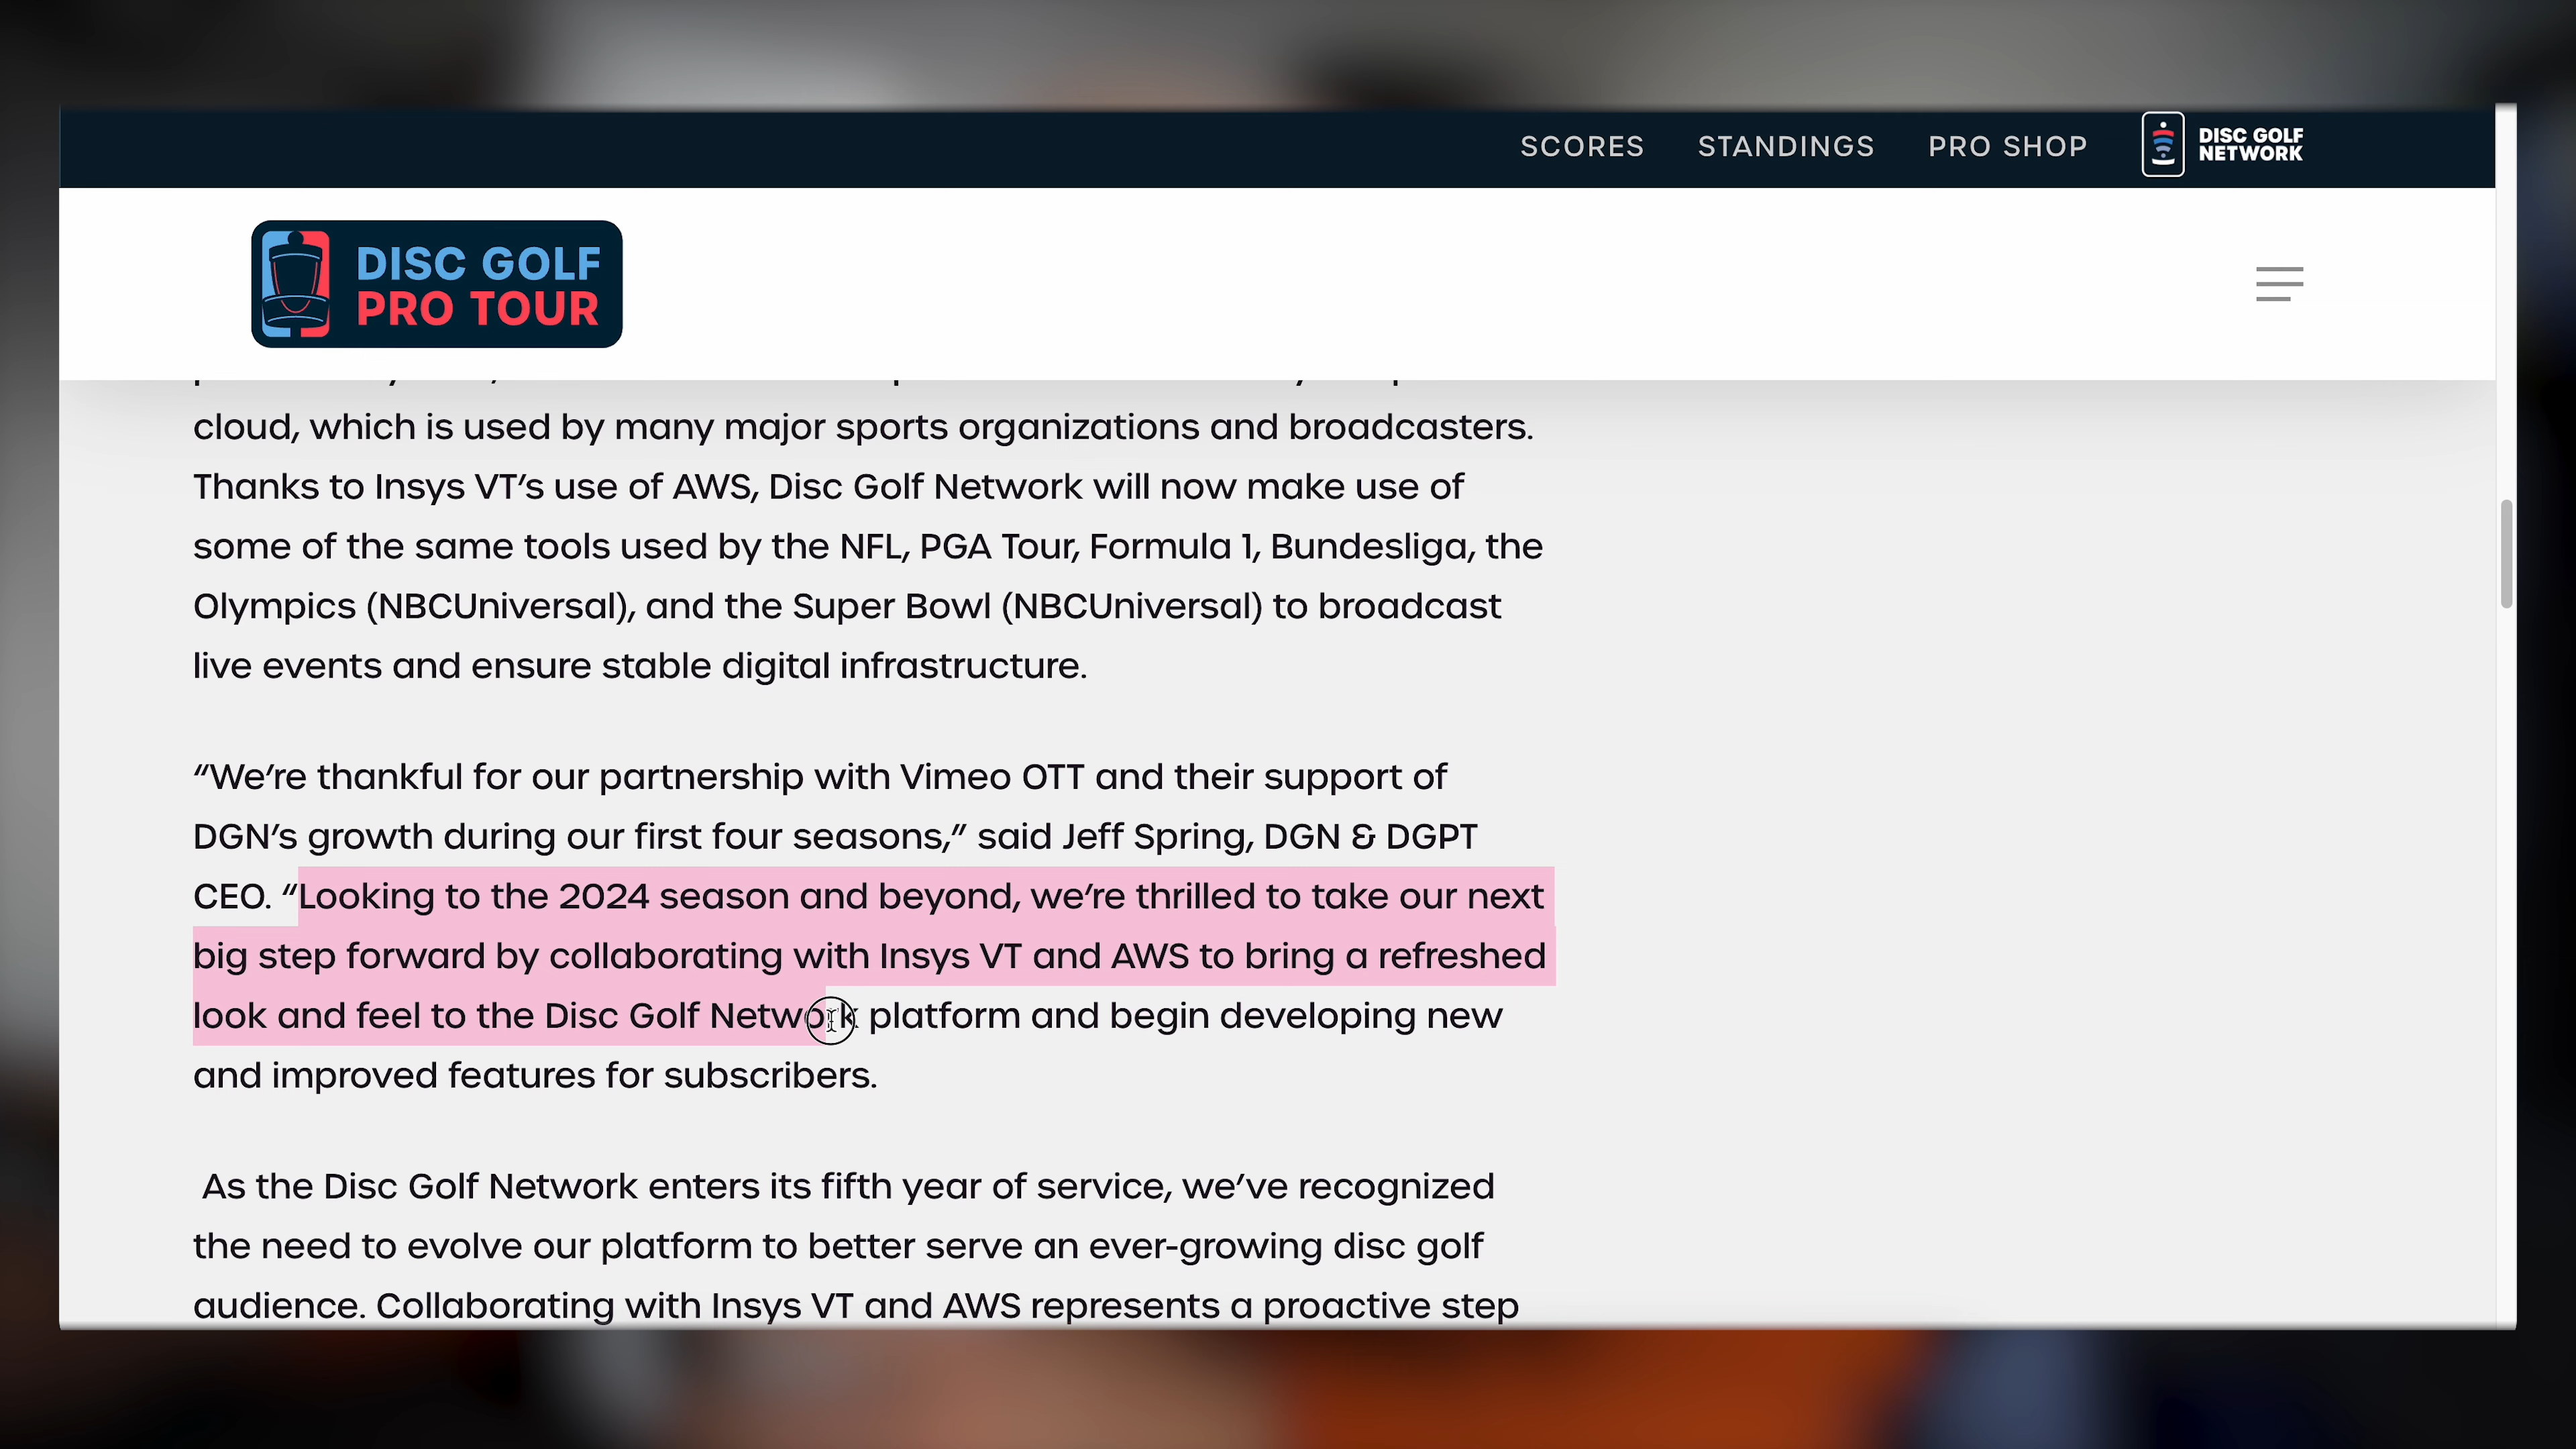 SCORES STANDINGS PRO SHOP DISC GOLF NETWORK
DISC GOLF
PRO TOUR
cloud, which is used by many major sports organizations and broadcasters.
Thanks to Insys VT’s use of AWS, Disc Golf Network will now make use of
some of the same tools used by the NFL, PGA Tour, Formula 1, Bundesliga, the
Olympics (NBCUniversal), and the Super Bowl (NBCUniversal) to broadcast
live events and ensure stable digital infrastructure.
“We’re thankful for our partnership with Vimeo OTT and their support of
DGN’s growth during our first four seasons,” said Jeff Spring, DGN & DGPT
CEO. “Looking to the 2024 season and beyond, we’re thrilled to take our next
big step forward by collaborating with Insys VT and AWS to bring a refreshed
look and feel to the Disc Golf Network platform and begin developing new
and improved features for subscribers.
As the Disc Golf Network enters its fifth year of service, we’ve recognized
the need to evolve our platform to better serve an ever-growing disc golf
audience. Collaborating with Insys VT and AWS represents a proactive step